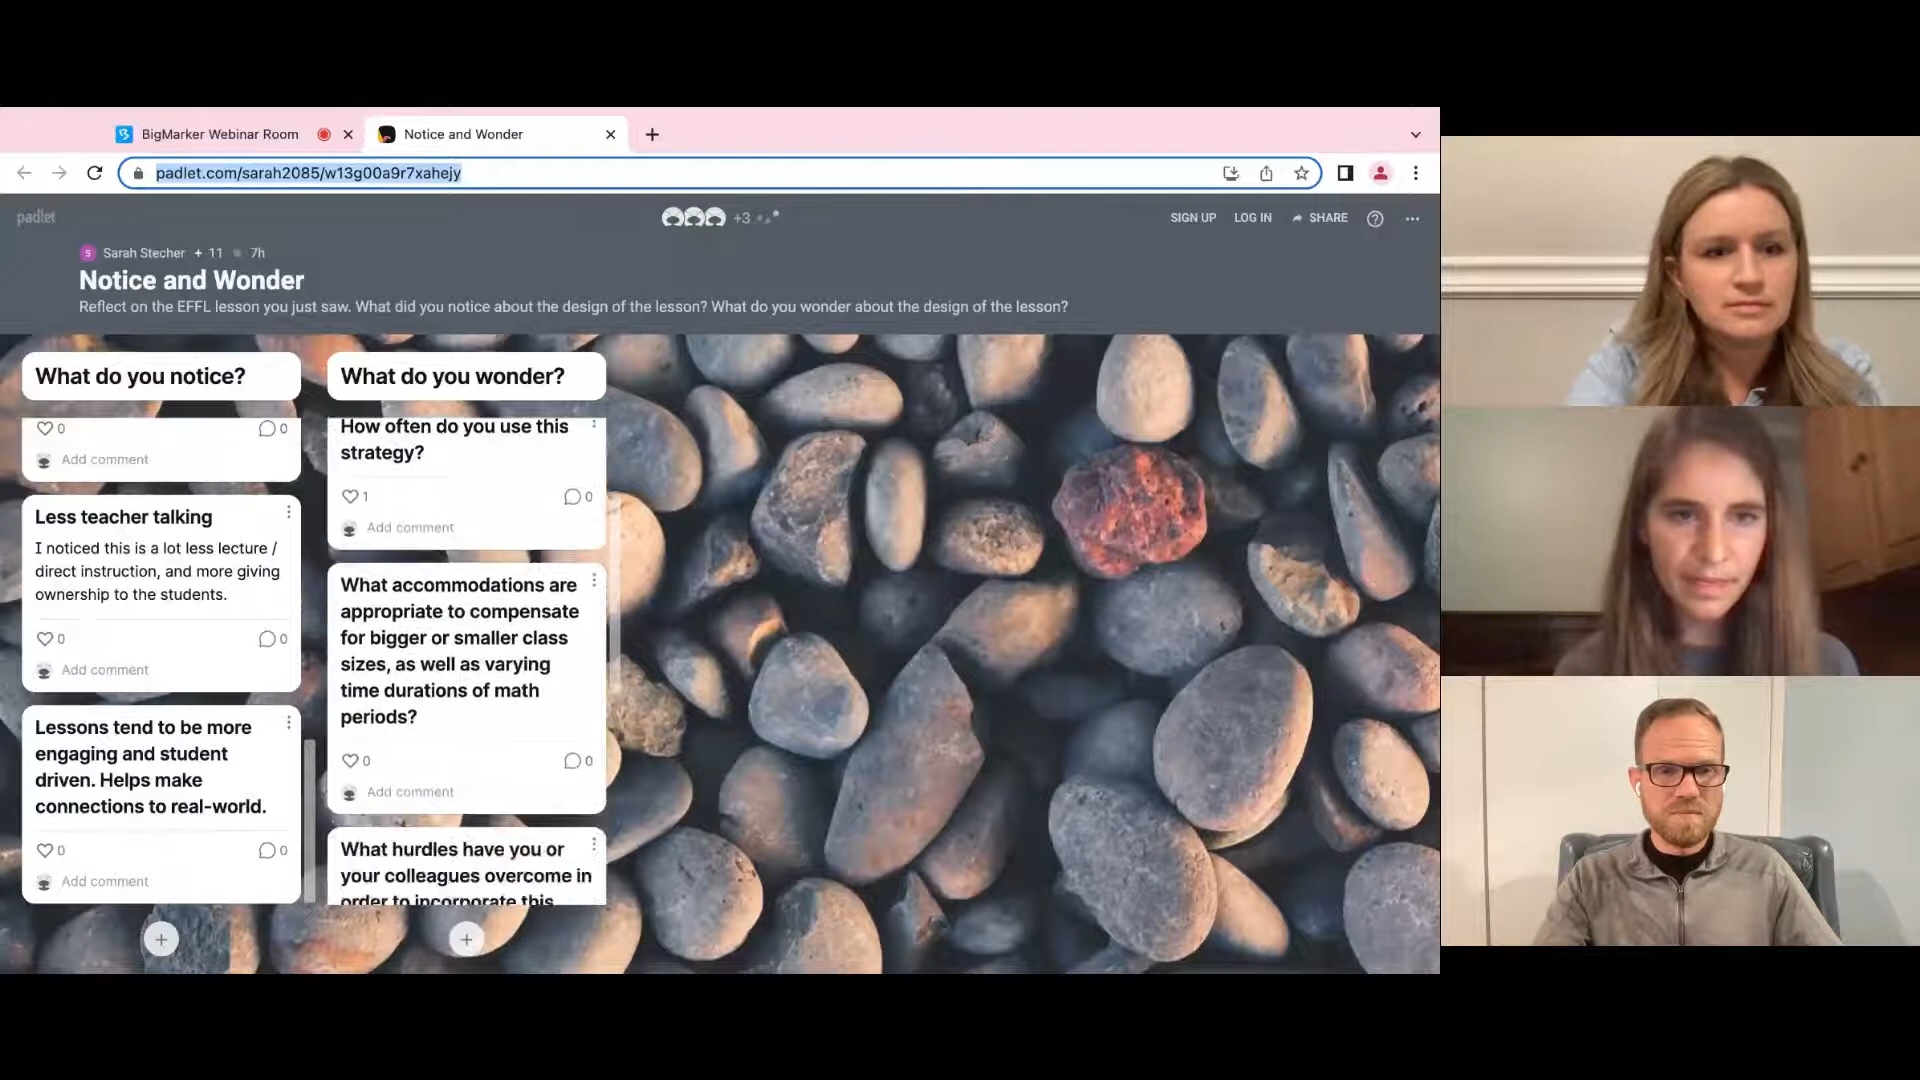 BigMarker Webinar Room
Notice and Wonder
padlet.com/sarah2085/w13g00a9r7xahejy
padlet
+3
SIGN UP
LOG IN
SHARE
S Sarah Stecher + 11 7h
Notice and Wonder
Reflect on the EFFL lesson you just saw. What did you notice about the design of the lesson? What do you wonder about the design of the lesson?
What do you notice?
0 0
Add comment
Less teacher talking
I noticed this is a lot less lecture /
direct instruction, and more giving
ownership to the students.
0 0
Add comment
Lessons tend to be more
engaging and student
driven. Helps make
connections to real-world.
0 0
Add comment
What do you wonder?
How often do you use this
strategy?
1 0
Add comment
What accommodations are
appropriate to compensate
for bigger or smaller class
sizes, as well as varying
time durations of math
periods?
0 0
Add comment
What hurdles have you or
your colleagues overcome in
order to incorporate this